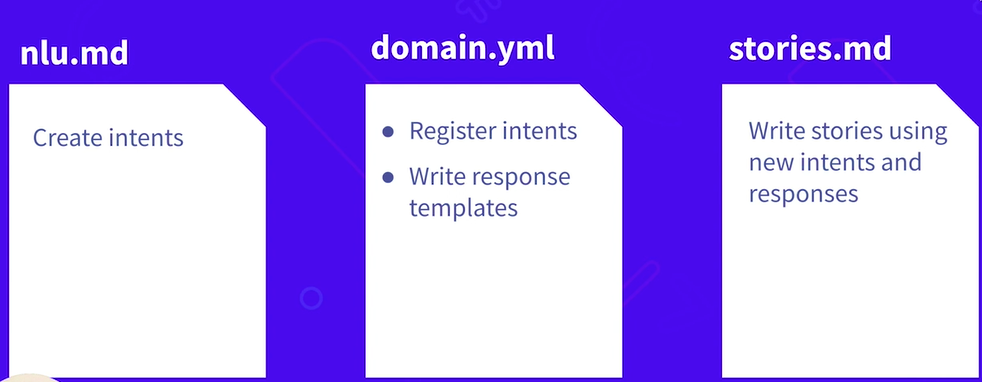 nlu.md
Create intents
domain.yml
● Register intents
● Write response
templates
stories.md
Write stories using
new intents and
responses